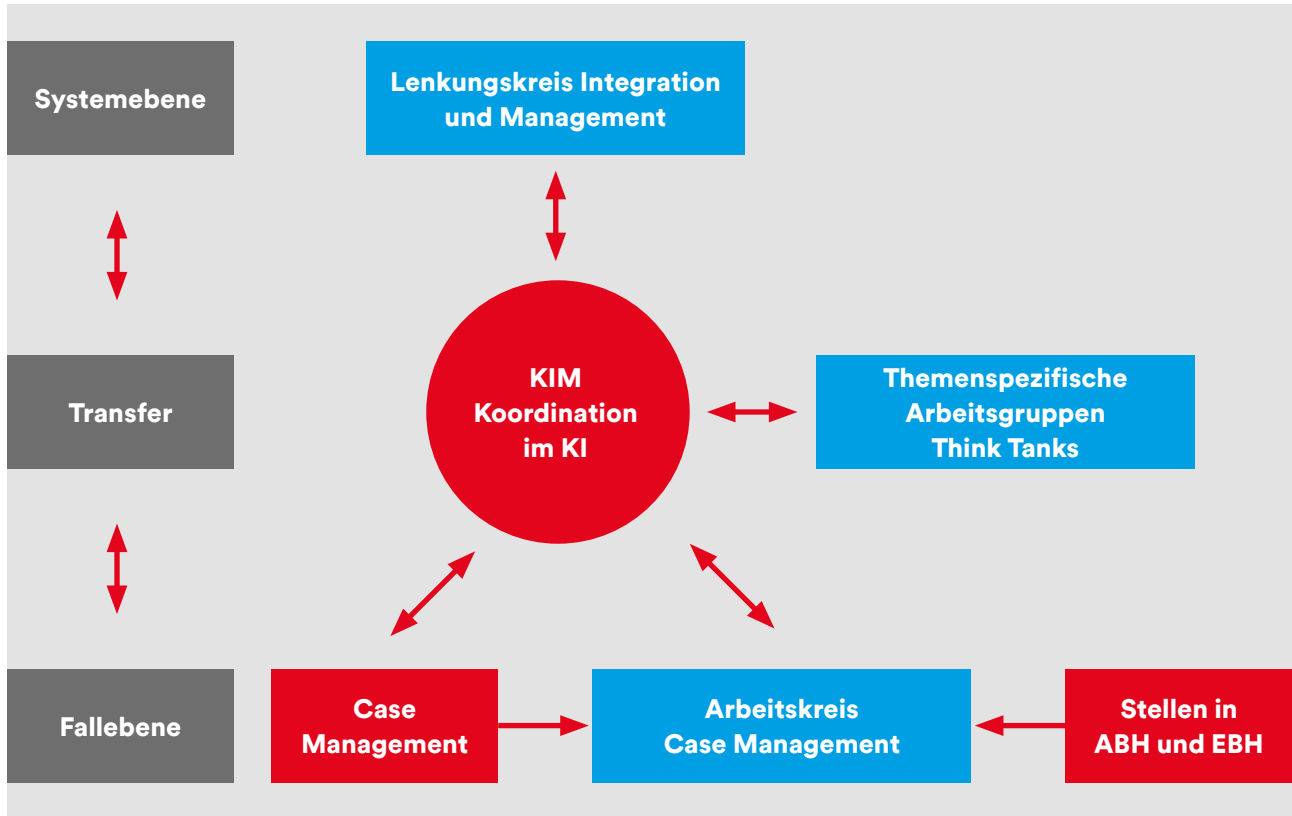 Systemebene
Lenkungskreis Integration
und Management
Transfer
KIM
Koordination
im KI
Themenspezifische
Arbeitsgruppen
Think Tanks
Fallebene
Case
Management
Arbeitskreis
Case Management
Stellen in
ABH und EBH